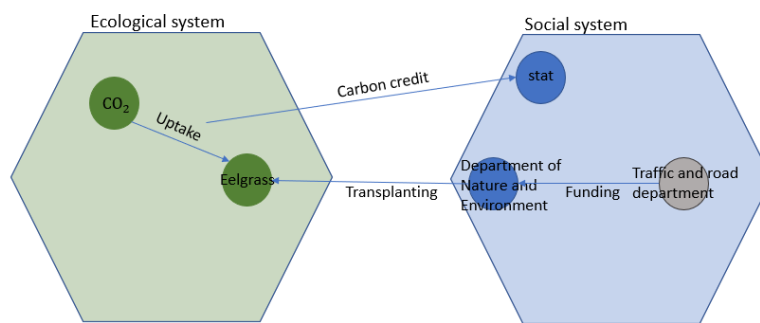 Ecological system
Social system
stat
Carbon credit
CO₂
Uptake
Eelgrass
Transplanting
Department of
Nature and
Environment
Funding
Traffic and road
department